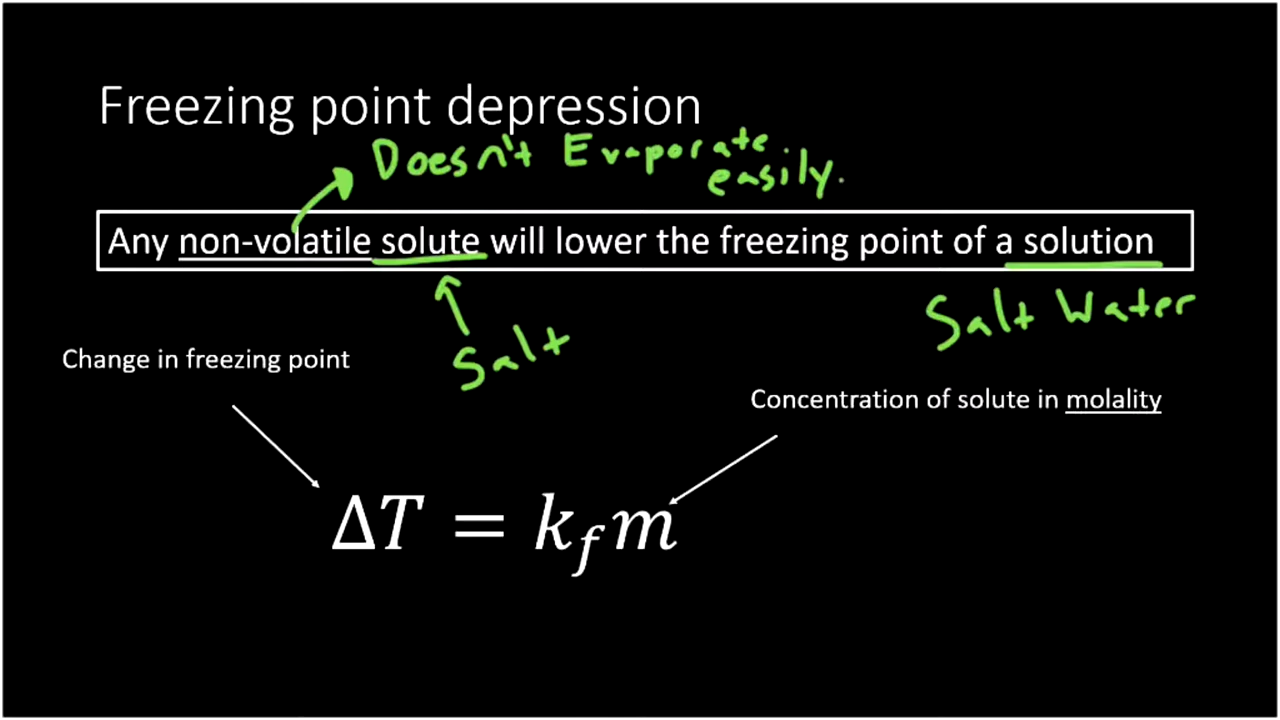 Freezing point depression
Doesn't Evaporate
easily.
Any non-volatile solute will lower the freezing point of a solution
Salt Water
Salt
Change in freezing point
Concentration of solute in molality
ΔT = k_f m